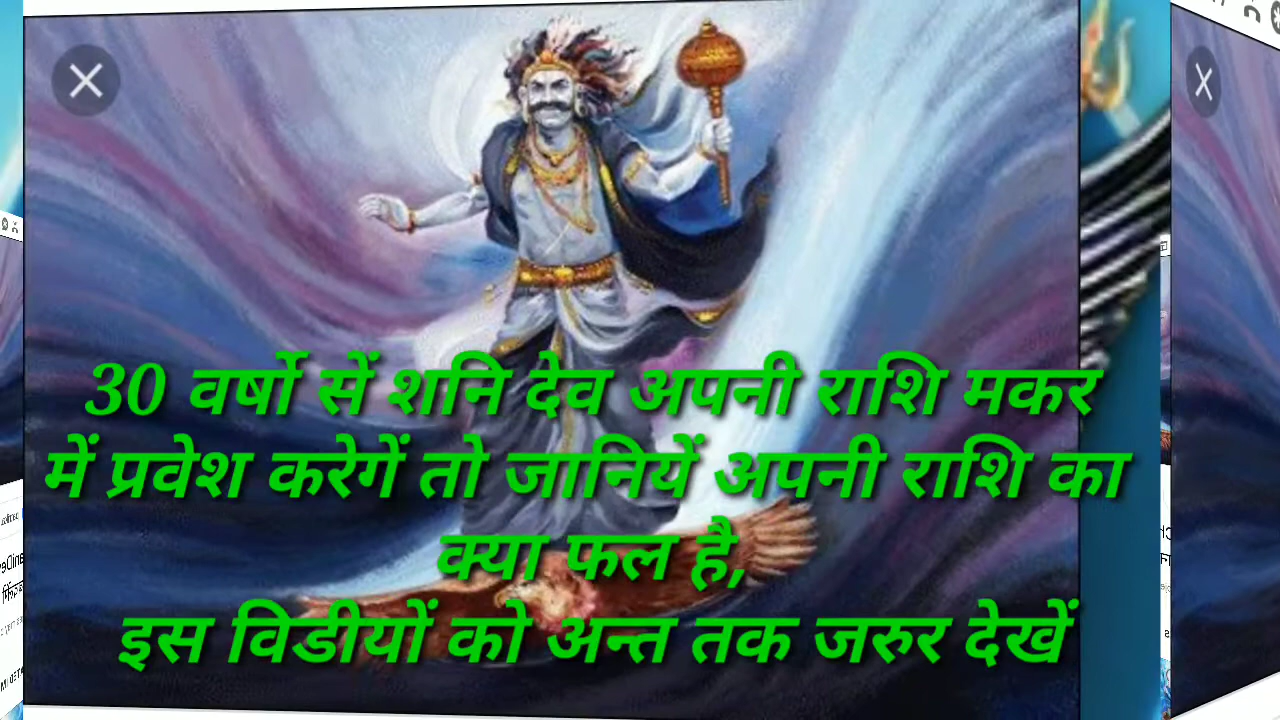 30 वर्षो सें शनि देव अपनी राशि मकर
में प्रवेश करेगें तो जानियें अपनी राशि का
क्या फल है,
इस विडीयों को अन्त तक जरुर देखें